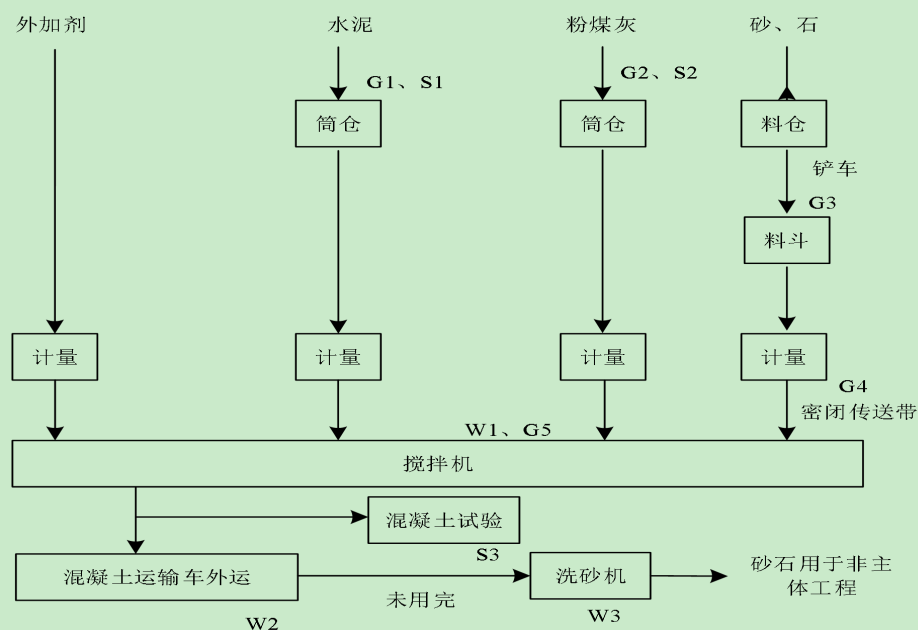 外加剂
水泥
粉煤灰
砂、石
G1、S1
G2、S2
筒仓
筒仓
料仓
铲车
G3
料斗
计量
计量
计量
计量
G4
密闭传送带
W1、G5
搅拌机
混凝土试验
S3
混凝土运输车外运
未用完
洗砂机
砂石用于非主
体工程
W2
W3